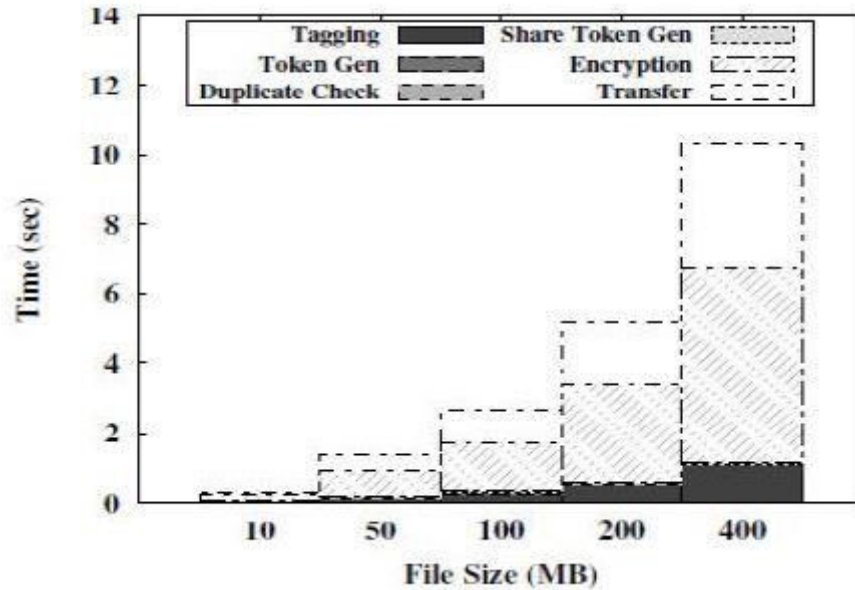 14
12
10
8
6
4
2
0
Time (sec)
Tagging
Token Gen
Duplicate Check
Share Token Gen
Encryption
Transfer
10 50 100 200 400
File Size (MB)